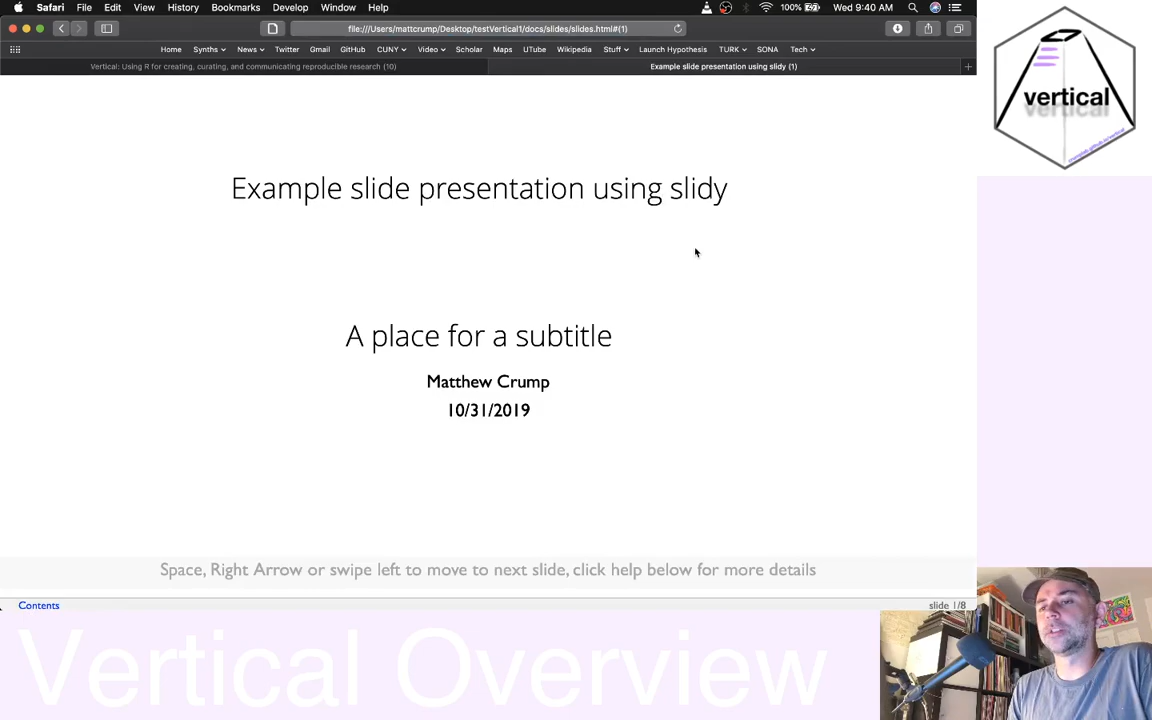 Safari File Edit View History Bookmarks Develop Window Help 100% Wed 9:40 AM
file:///Users/mattcrump/Desktop/testVertical1/docs/slides/slides.html#(1)
Home Synths News Twitter Gmail GitHub CUNY Video Scholar Maps UTube Wikipedia Stuff Launch Hypothesis TURK SONA Tech
Vertical: Using R for creating, curating, and communicating reproducible research (10) Example slide presentation using slidy (1)
vertical
crumplab.github.io/vertical
Example slide presentation using slidy
A place for a subtitle
Matthew Crump
10/31/2019
Space, Right Arrow or swipe left to move to next slide, click help below for more details
Contents slide 1/8
Vertical Overview